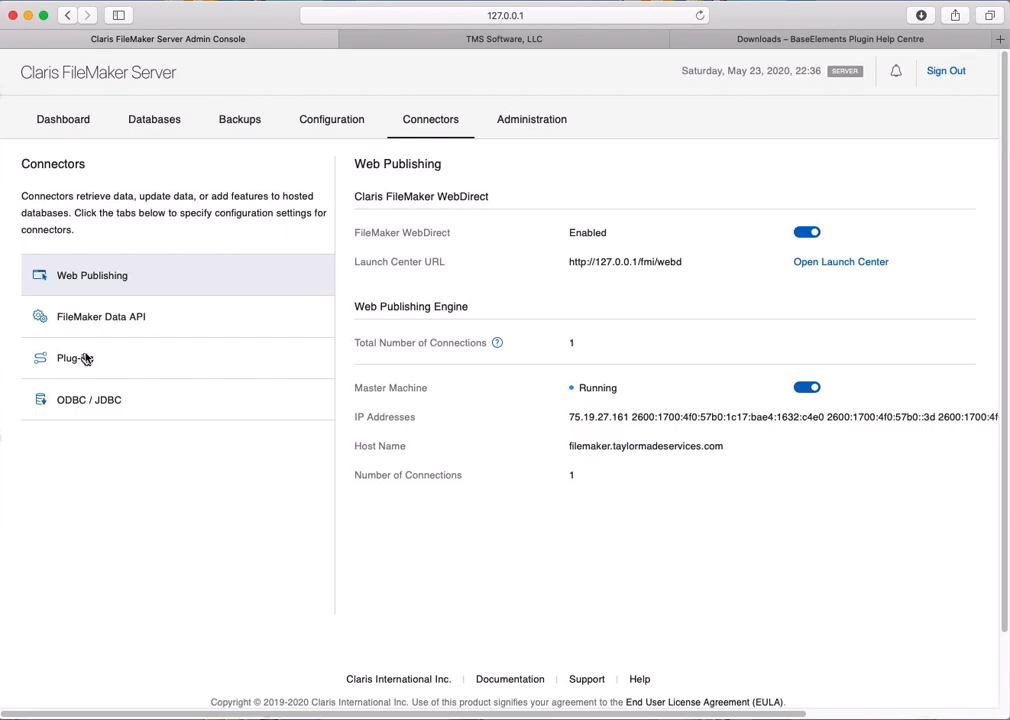 127.0.0.1
Claris FileMaker Server Admin Console
TMS Software, LLC
Downloads – BaseElements Plugin Help Centre
Claris FileMaker Server
Saturday, May 23, 2020, 22:36
SERVER
Sign Out
Dashboard
Databases
Backups
Configuration
Connectors
Administration
Connectors
Connectors retrieve data, update data, or add features to hosted
databases. Click the tabs below to specify configuration settings for
connectors.
Web Publishing
FileMaker Data API
ODBC / JDBC
Web Publishing
Claris FileMaker WebDirect
FileMaker WebDirect
Enabled
Launch Center URL
http://127.0.0.1/fmi/webd
Open Launch Center
Web Publishing Engine
Total Number of Connections ?
1
Master Machine
Running
IP Addresses
75.19.27.161 2600:1700:4f0:57b0:1c17:bae4:1632:c4e0 2600:1700:4f0:57b0::3d 2600:1700:4f
Host Name
filemaker.taylormadeservices.com
Number of Connections
1
Claris International Inc.
Documentation
Support
Help
Copyright © 2019-2020 Claris International Inc. Use of this product signifies your agreement to the End User License Agreement (EULA).